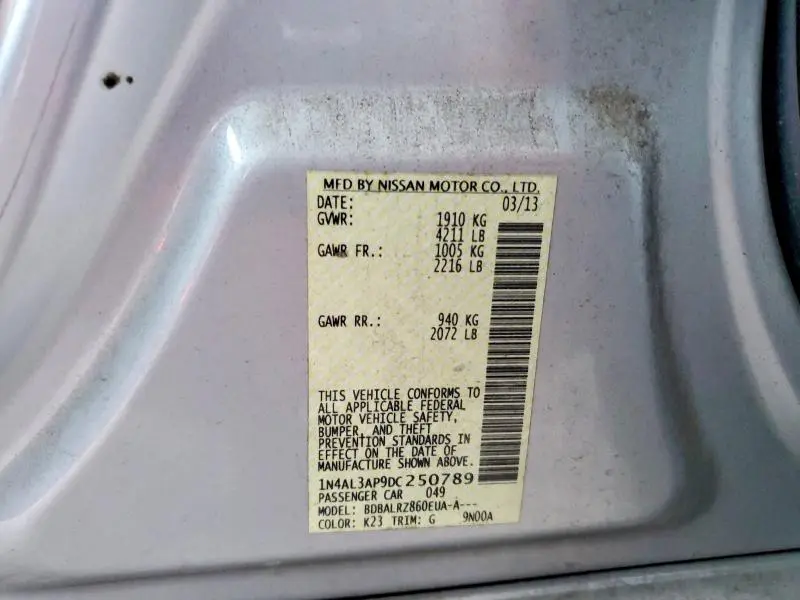 MFD BY NISSAN MOTOR CO., LTD.
DATE: 03/13
GVWR: 1910 KG
4211 LB
GAWR FR.: 1005 KG
2216 LB
GAWR RR.: 940 KG
2072 LB
THIS VEHICLE CONFORMS TO
ALL APPLICABLE FEDERAL
MOTOR VEHICLE SAFETY,
BUMPER, AND THEFT
PREVENTION STANDARDS IN
EFFECT ON THE DATE OF
MANUFACTURE SHOWN ABOVE.
1N4AL3AP9DC250789
PASSENGER CAR 049
MODEL: BDBALRZ860EUA-A---
COLOR: K23 TRIM: G 9N00A